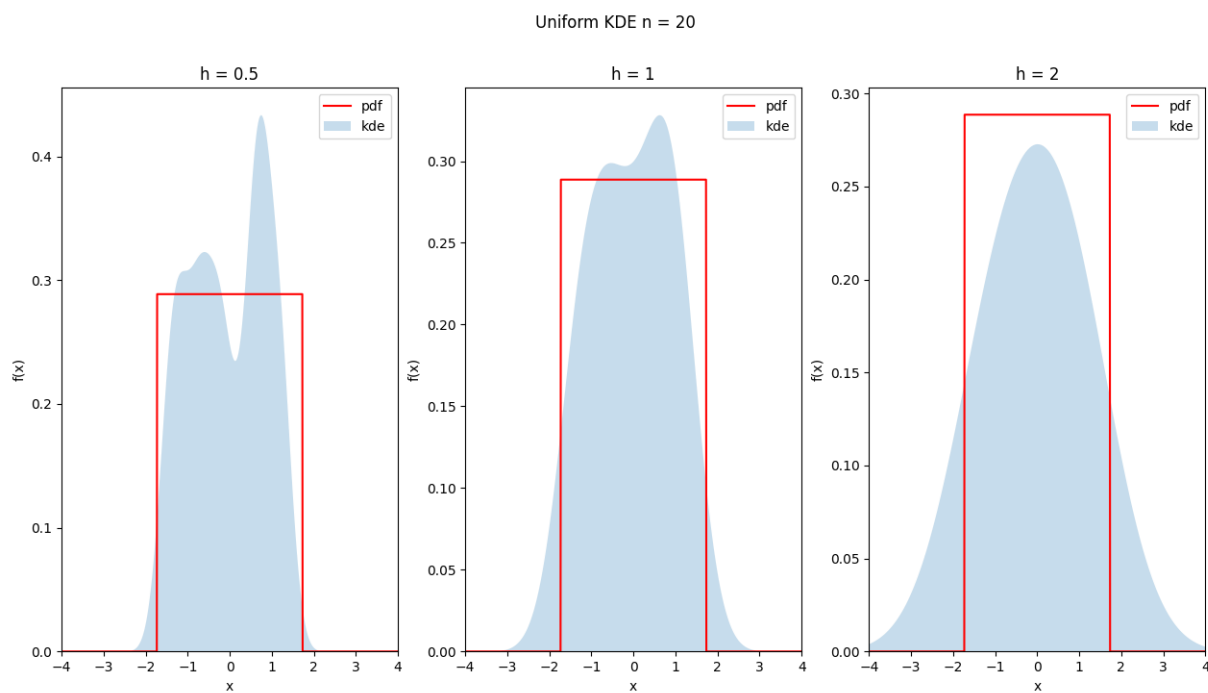 Uniform KDE n = 20
h = 0.5
pdf
kde
f(x)
0.4
0.3
0.2
0.1
0.0
−4 −3 −2 −1 0 1 2 3 4
x
h = 1
pdf
kde
f(x)
0.30
0.25
0.20
0.15
0.10
0.05
0.00
−4 −3 −2 −1 0 1 2 3 4
x
h = 2
pdf
kde
f(x)
0.30
0.25
0.20
0.15
0.10
0.05
0.00
−4 −3 −2 −1 0 1 2 3 4
x